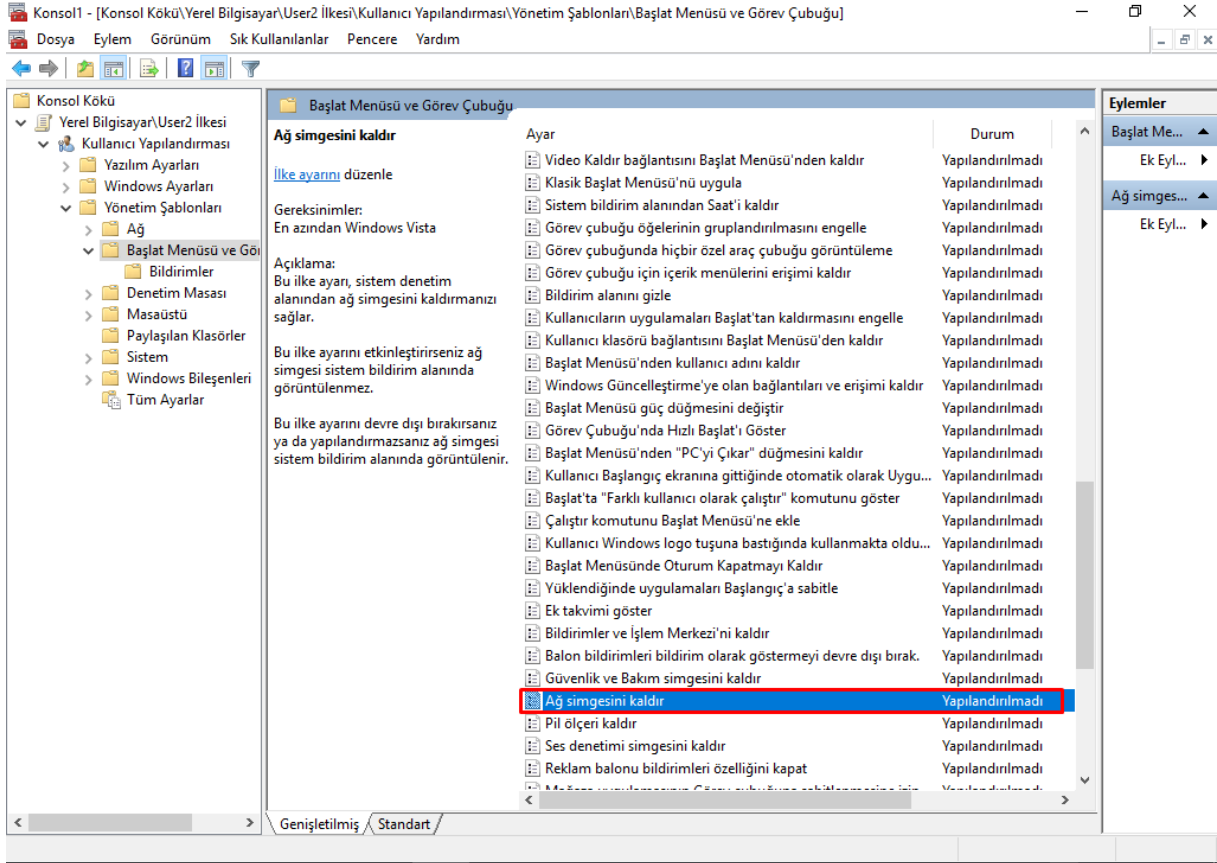 Konsol1 - [Konsol Kökü\Yerel Bilgisayar\User2 İlkesi\Kullanıcı Yapılandırması\Yönetim Şablonları\Başlat Menüsü ve Görev Çubuğu]
Dosya Eylem Görünüm Sık Kullanılanlar Pencere Yardım
Konsol Kökü
Yerel Bilgisayar\User2 İlkesi
Kullanıcı Yapılandırması
Yazılım Ayarları
Windows Ayarları
Yönetim Şablonları
Ağ
Başlat Menüsü ve Gör
Bildirimler
Denetim Masası
Masaüstü
Paylaşılan Klasörler
Sistem
Windows Bileşenleri
Tüm Ayarlar
Başlat Menüsü ve Görev Çubuğu
Ağ simgesini kaldır
İlke ayarını düzenle
Gereksinimler:
En azından Windows Vista
Açıklama:
Bu ilke ayarı, sistem denetim
alanından ağ simgesini kaldırmanızı
sağlar.
Bu ilke ayarını etkinleştirirseniz ağ
simgesi sistem bildirim alanında
görüntülenmez.
Bu ilke ayarını devre dışı bırakırsanız
ya da yapılandırmazsanız ağ simgesi
sistem bildirim alanında görüntülenir.
Ayar Durum
Video Kaldır bağlantısını Başlat Menüsü'nden kaldır Yapılandırılmadı
Klasik Başlat Menüsü'nü uygula Yapılandırılmadı
Sistem bildirim alanından Saat'i kaldır Yapılandırılmadı
Görev çubuğu öğelerinin gruplandırılmasını engelle Yapılandırılmadı
Görev çubuğunda hiçbir özel araç çubuğu görüntüleme Yapılandırılmadı
Görev çubuğu için içerik menülerini erişimi kaldır Yapılandırılmadı
Bildirim alanını gizle Yapılandırılmadı
Kullanıcıların uygulamaları Başlat'tan kaldırmasını engelle Yapılandırılmadı
Kullanıcı klasörü bağlantısını Başlat Menüsü'den kaldır Yapılandırılmadı
Başlat Menüsü'nden kullanıcı adını kaldır Yapılandırılmadı
Windows Güncelleştirme'ye olan bağlantıları ve erişimi kaldır Yapılandırılmadı
Başlat Menüsü güç düğmesini değiştir Yapılandırılmadı
Görev Çubuğu'nda Hızlı Başlat'ı Göster Yapılandırılmadı
Başlat Menüsü'nden "PC'yi Çıkar" düğmesini kaldır Yapılandırılmadı
Kullanıcı Başlangıç ekranına gittiğinde otomatik olarak Uygu... Yapılandırılmadı
Başlat'ta "Farklı kullanıcı olarak çalıştır" komutunu göster Yapılandırılmadı
Çalıştır komutunu Başlat Menüsü'ne ekle Yapılandırılmadı
Kullanıcı Windows logo tuşuna bastığında kullanmakta oldu... Yapılandırılmadı
Başlat Menüsünde Oturum Kapatmayı Kaldır Yapılandırılmadı
Yüklendiğinde uygulamaları Başlangıç'a sabitle Yapılandırılmadı
Ek takvimi göster Yapılandırılmadı
Bildirimler ve İşlem Merkezi'ni kaldır Yapılandırılmadı
Balon bildirimleri bildirim olarak göstermeyi devre dışı bırak. Yapılandırılmadı
Güvenlik ve Bakım simgesini kaldır Yapılandırılmadı
Ağ simgesini kaldır Yapılandırılmadı
Pil ölçeri kaldır Yapılandırılmadı
Ses denetimi simgesini kaldır Yapılandırılmadı
Reklam balonu bildirimleri özelliğini kapat Yapılandırılmadı
Genişletilmiş Standart
Eylemler
Başlat Me...
Ek Eyl...
Ağ simges...
Ek Eyl...